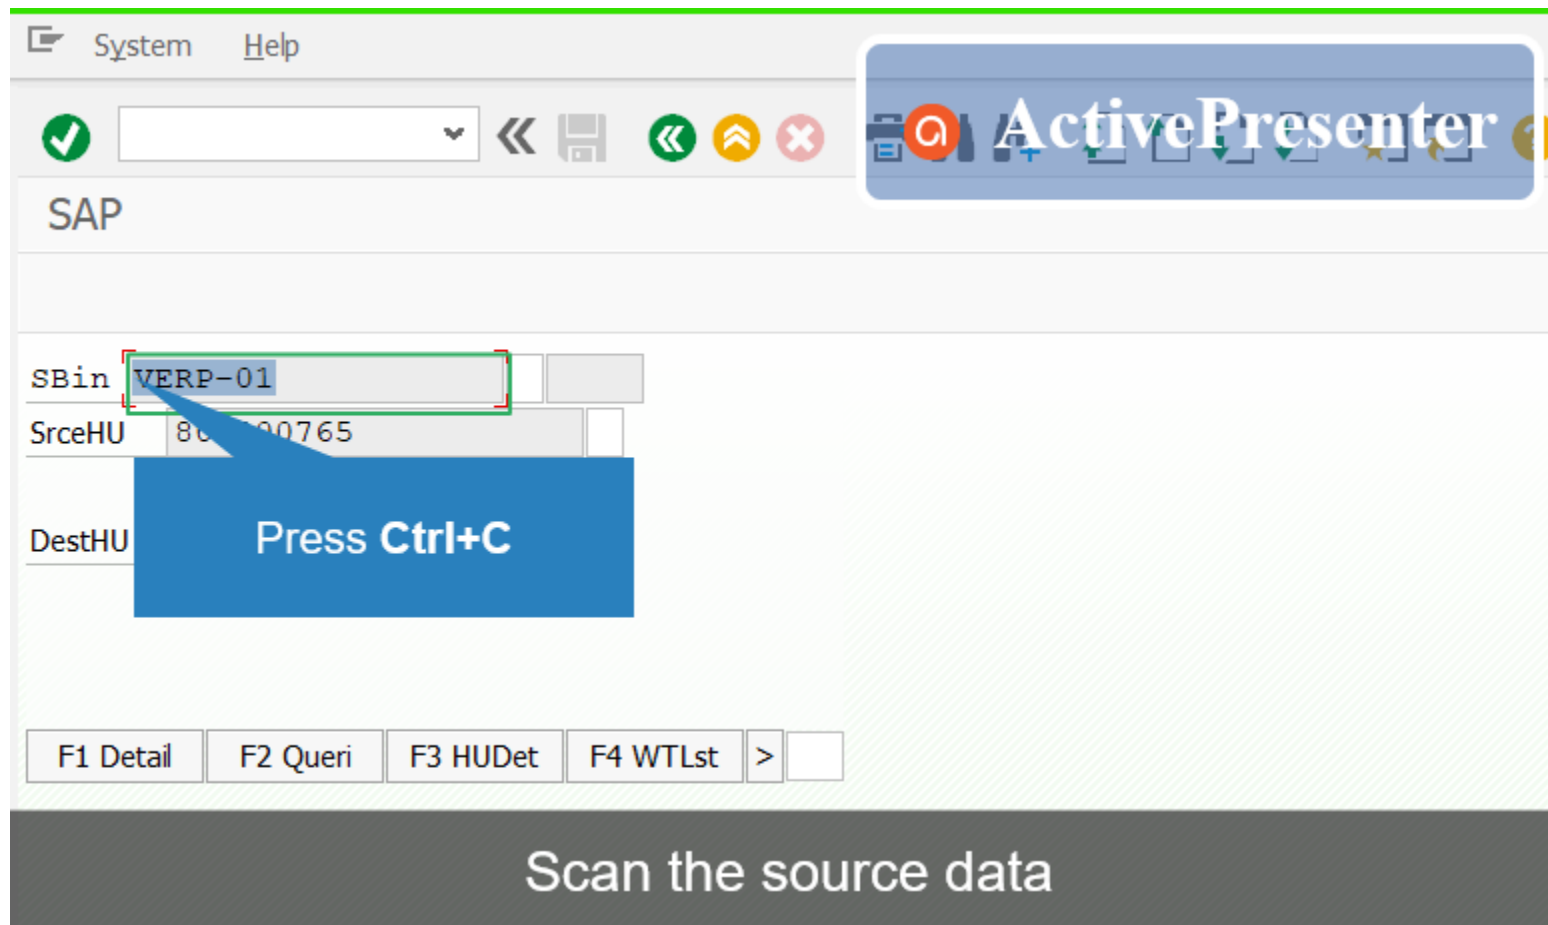 System Help
ActivePresenter
SAP
SBin VERP-01
SrceHU
DestHU
Press Ctrl+C
F1 Detail F2 Queri F3 HUDet F4 WTLst >
Scan the source data